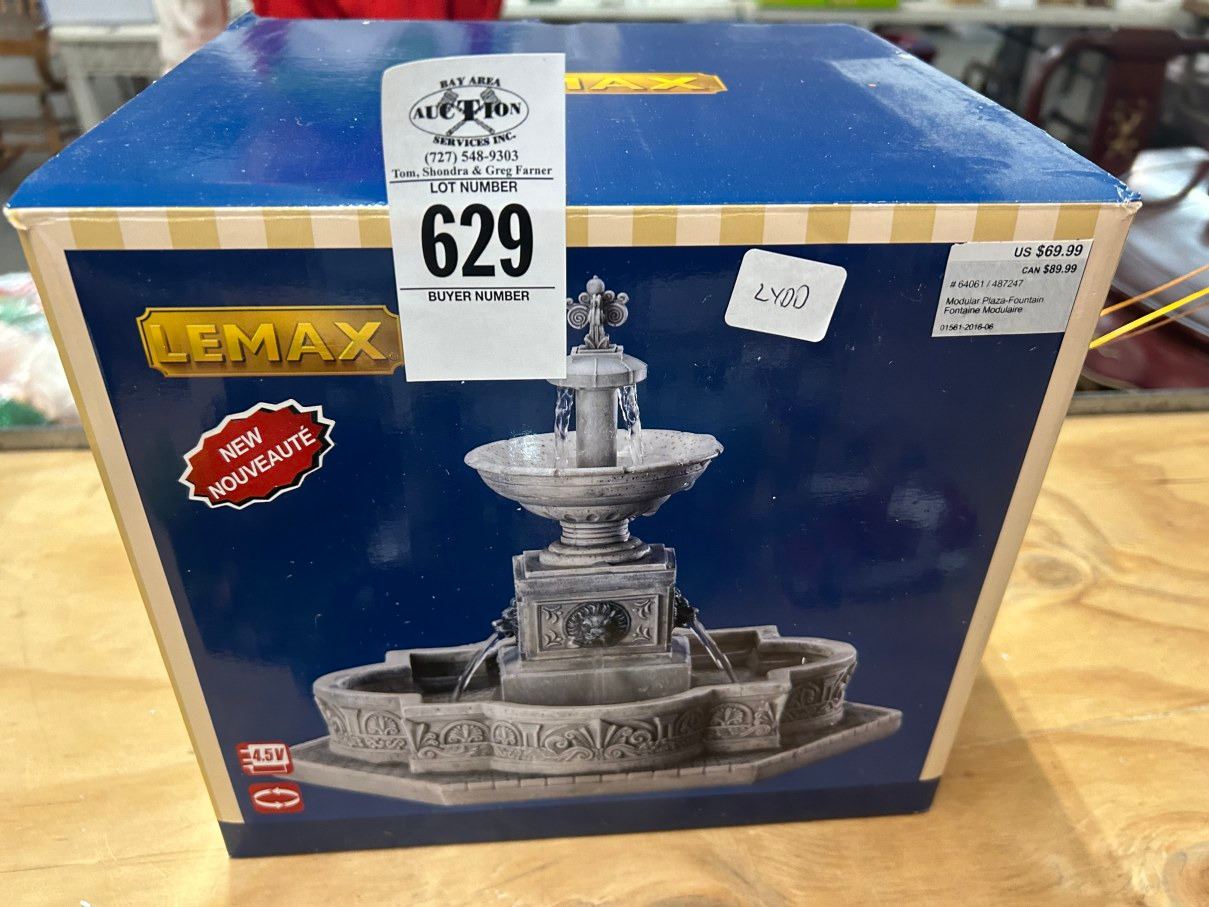 BAY AREA
AUCTION
SERVICES INC.
(727) 548-9303
Tom, Shondra & Greg Farner
LOT NUMBER
629
BUYER NUMBER
LEMAX
NEW
NOUVEAUTÉ
US $69.99
CAN $89.99
# 64061 / 487247
Modular Plaza-Fountain
Fontaine Modulaire
01561-2016-06
4.5V